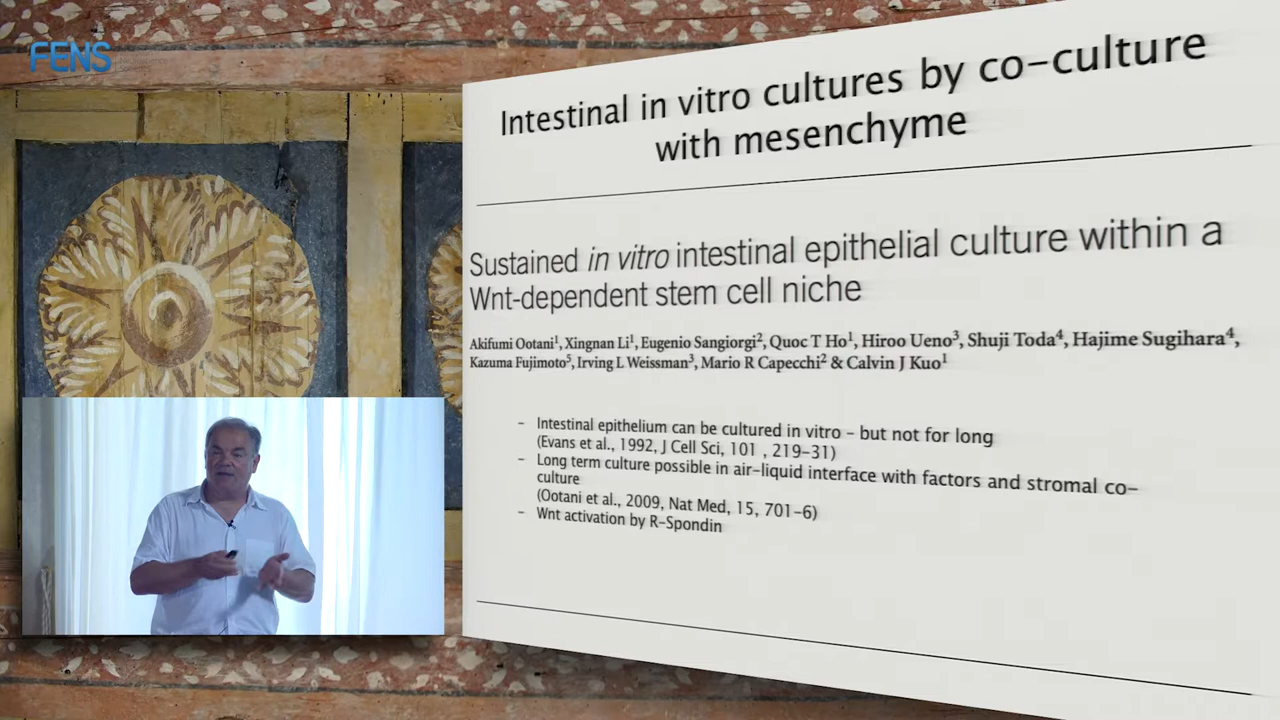 FENS
Intestinal in vitro cultures by co-culture
with mesenchyme
Sustained in vitro intestinal epithelial culture within a
Wnt-dependent stem cell niche
Akifumi Ootani¹, Xingnan Li¹, Eugenio Sangiorgi², Quoc T Ho¹, Hiroo Ueno³, Shuji Toda⁴, Hajime Sugihara⁴,
Kazuma Fujimoto⁵, Irving L Weissman³, Mario R Capecchi² & Calvin J Kuo¹
- Intestinal epithelium can be cultured in vitro - but not for long
(Evans et al., 1992, J Cell Sci, 101 , 219-31)
- Long term culture possible in air-liquid interface with factors and stromal co-
culture
(Ootani et al., 2009, Nat Med, 15, 701-6)
- Wnt activation by R-Spondin